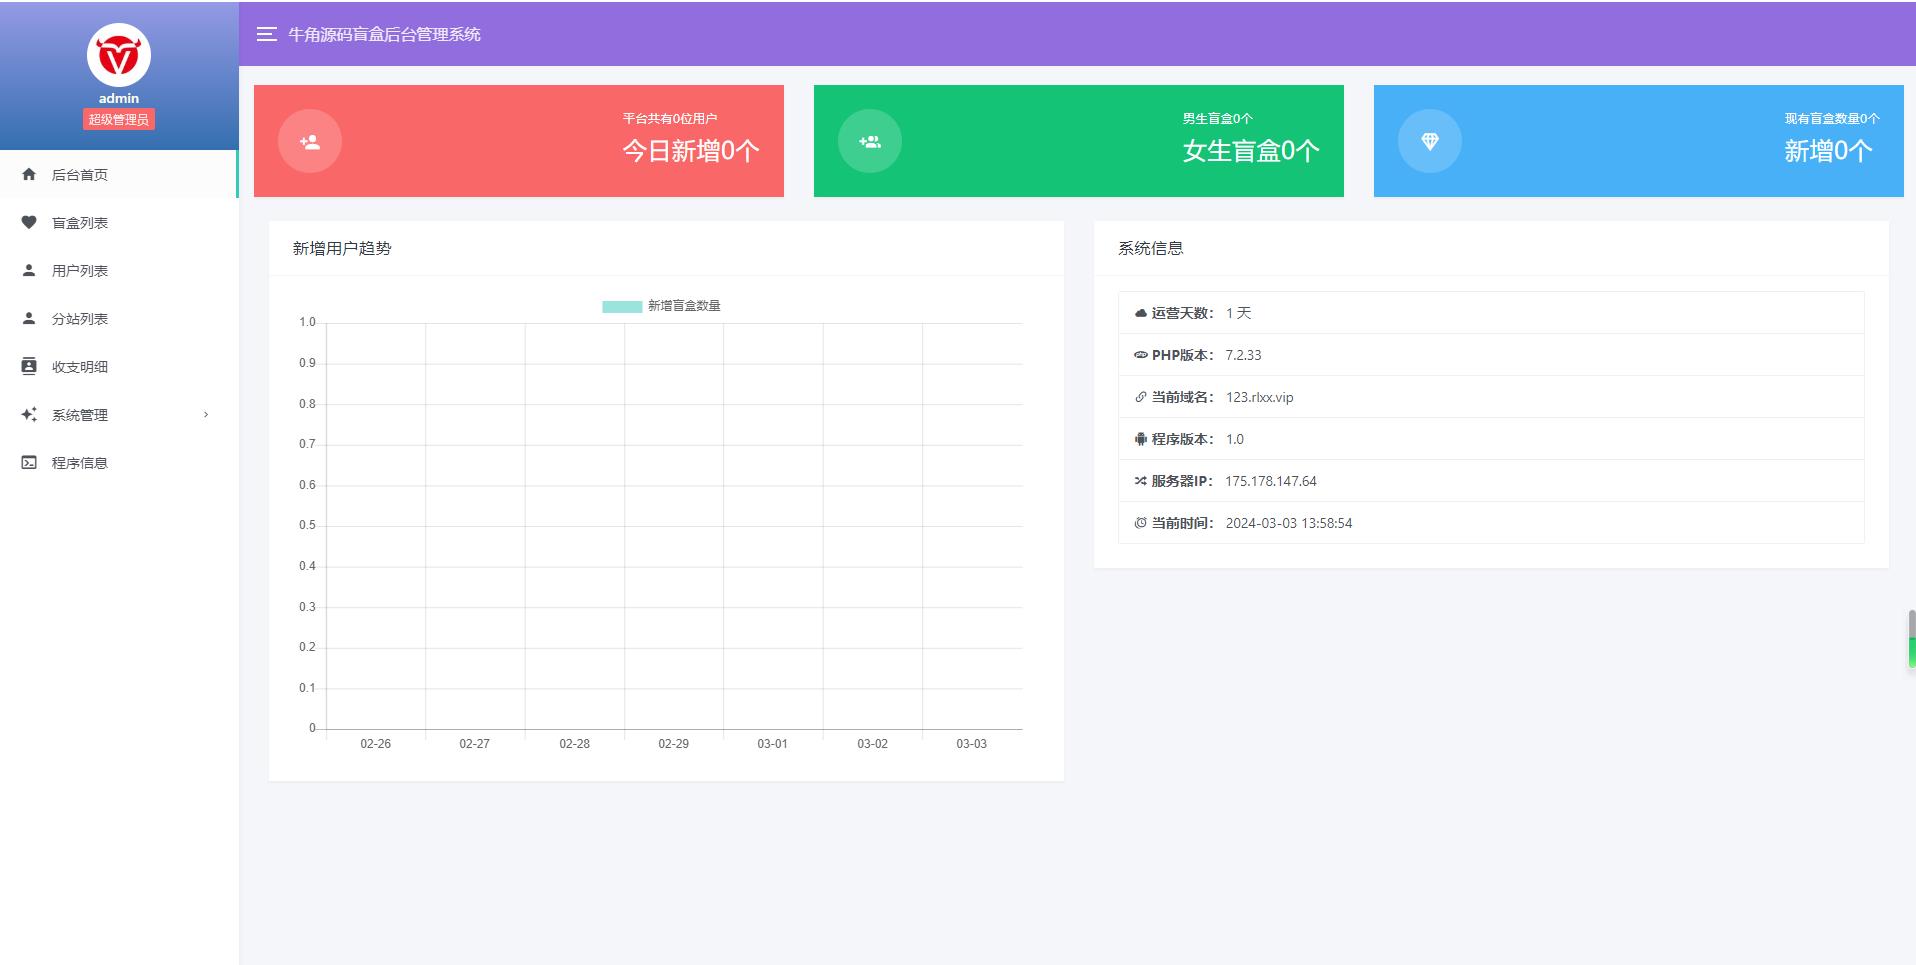 admin
超级管理员
后台首页
盲盒列表
用户列表
分站列表
收支明细
系统管理
程序信息
牛角源码盲盒后台管理系统
平台共有0位用户
今日新增0个
男生盲盒0个
女生盲盒0个
现有盲盒数量0个
新增0个
新增用户趋势
新增盲盒数量
1.0
0.9
0.8
0.7
0.6
0.5
0.4
0.3
0.2
0.1
0
02-26 02-27 02-28 02-29 03-01 03-02 03-03
系统信息
运营天数： 1 天
PHP版本： 7.2.33
当前域名： 123.rlxx.vip
程序版本： 1.0
服务器IP： 175.178.147.64
当前时间： 2024-03-03 13:58:54